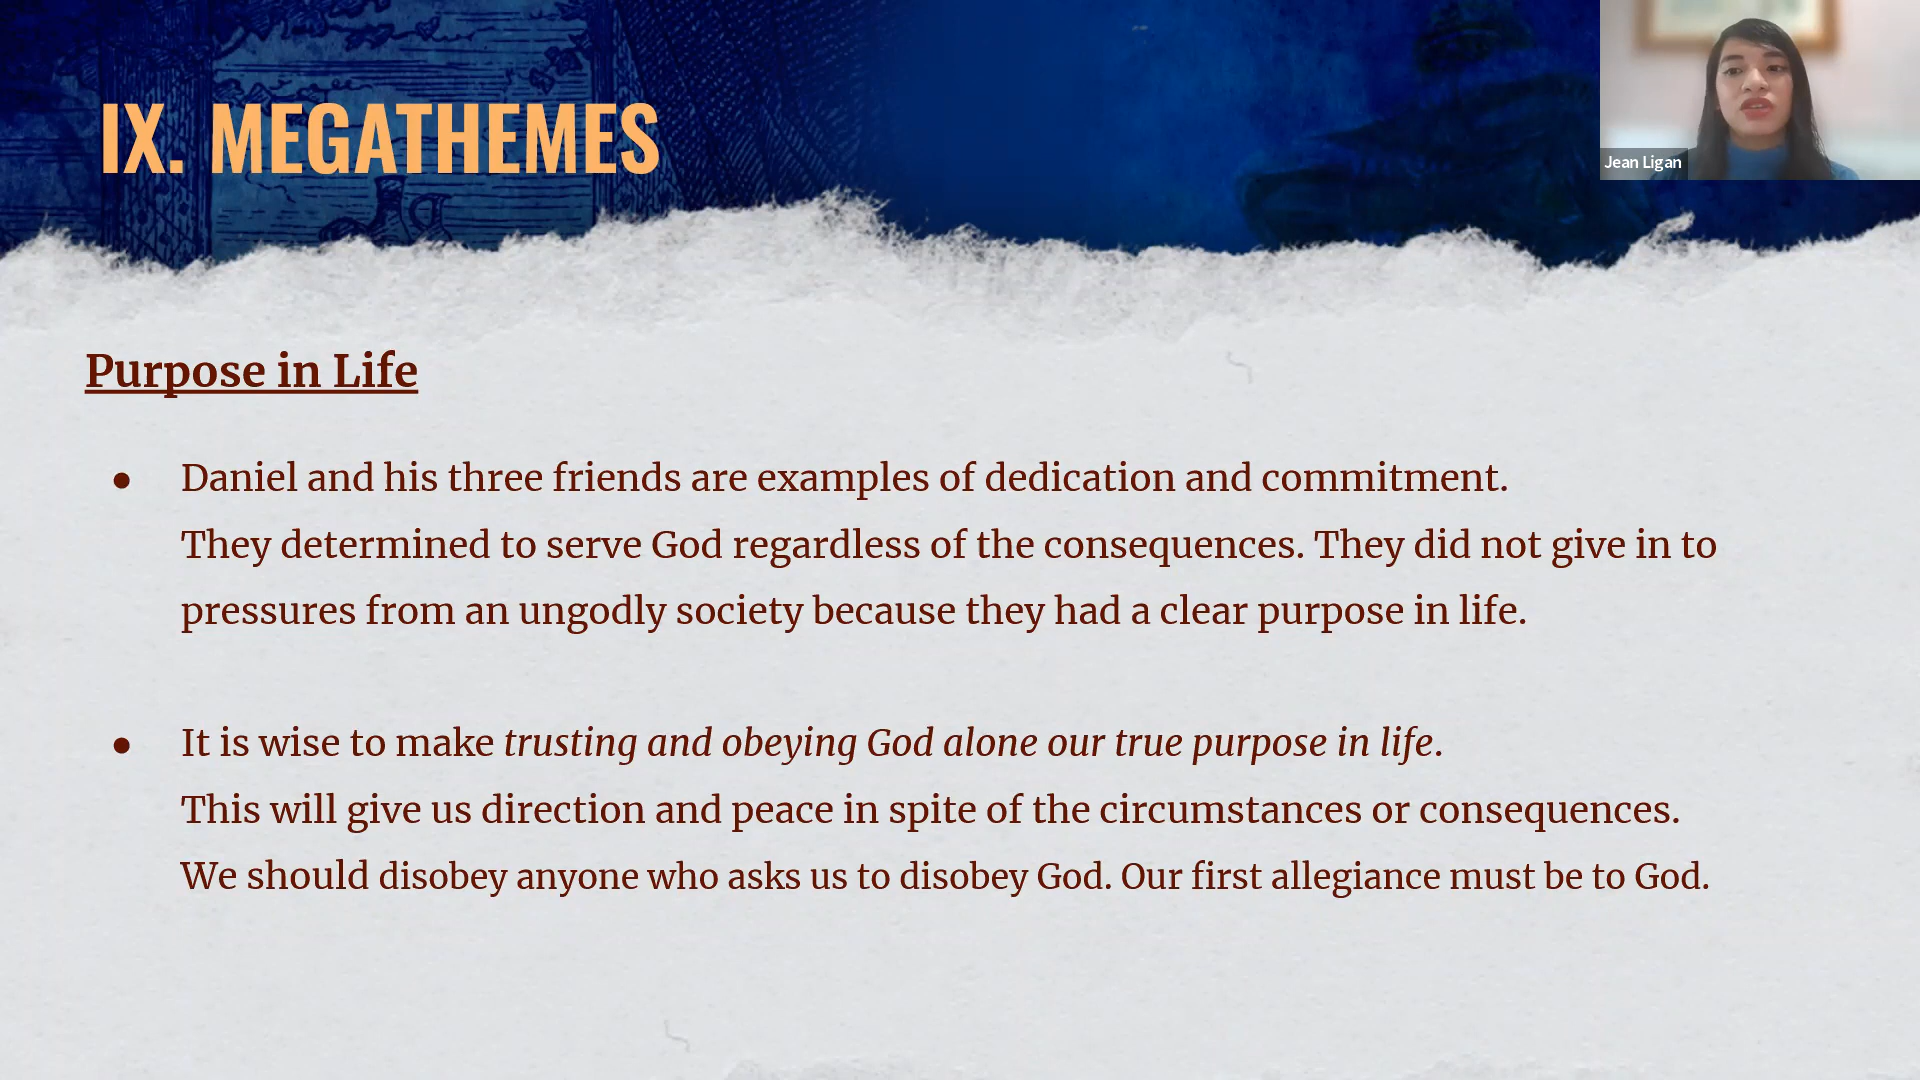 IX. MEGATHEMES
Jean Ligan
Purpose in Life
● Daniel and his three friends are examples of dedication and commitment.
They determined to serve God regardless of the consequences. They did not give in to
pressures from an ungodly society because they had a clear purpose in life.
● It is wise to make trusting and obeying God alone our true purpose in life.
This will give us direction and peace in spite of the circumstances or consequences.
We should disobey anyone who asks us to disobey God. Our first allegiance must be to God.